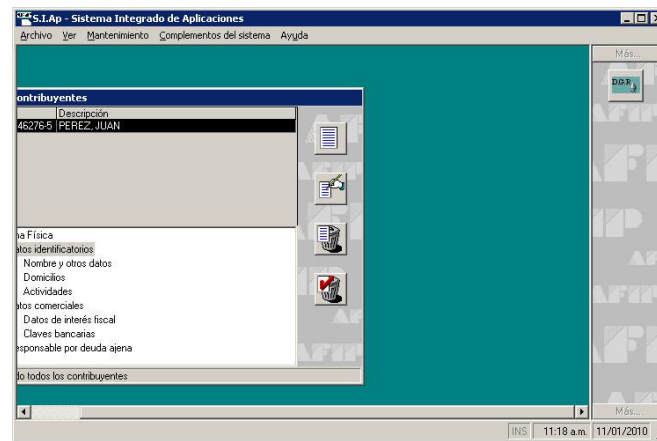 S.I.Ap - Sistema Integrado de Aplicaciones
Archivo Ver Mantenimiento Complementos del sistema Ayuda
Más...
D.G.R.
ontribuyentes
Descripción
46276-5 PEREZ, JUAN
na Física
atos identificatorios
Nombre y otros datos
Domicilios
Actividades
atos comerciales
Datos de interés fiscal
Claves bancarias
esponsable por deuda ajena
do todos los contribuyentes
Más...
INS 11:18 a.m. 11/01/2010